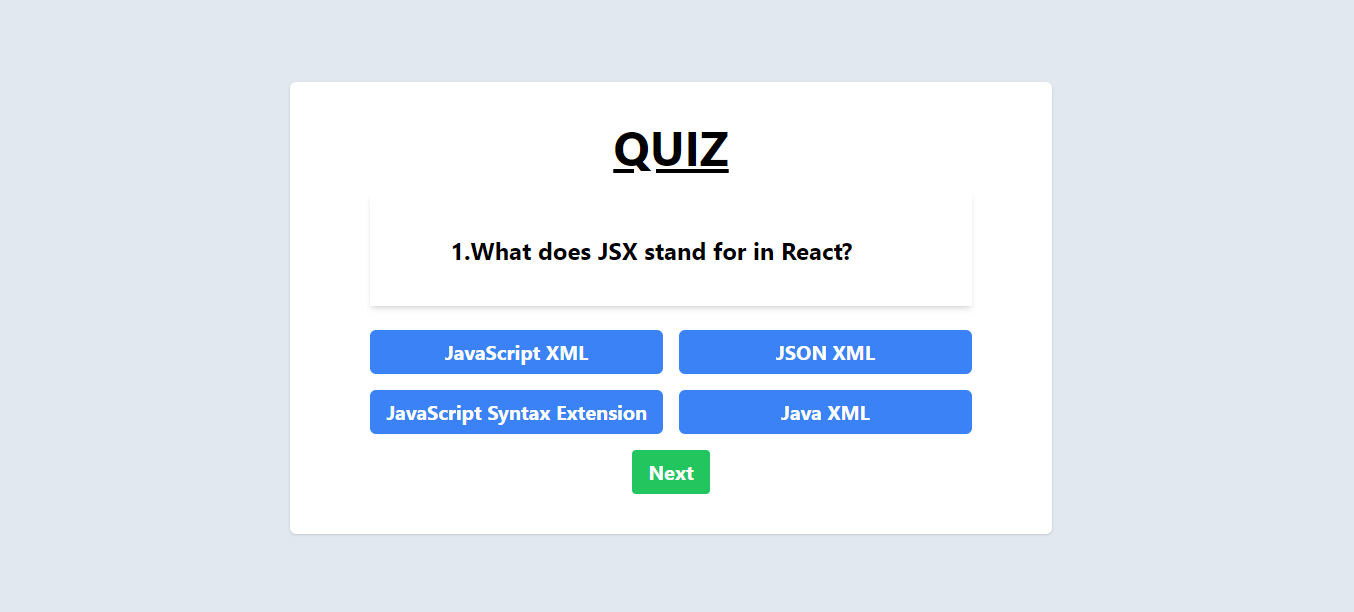 QUIZ
1.What does JSX stand for in React?
JavaScript XML
JSON XML
JavaScript Syntax Extension
Java XML
Next